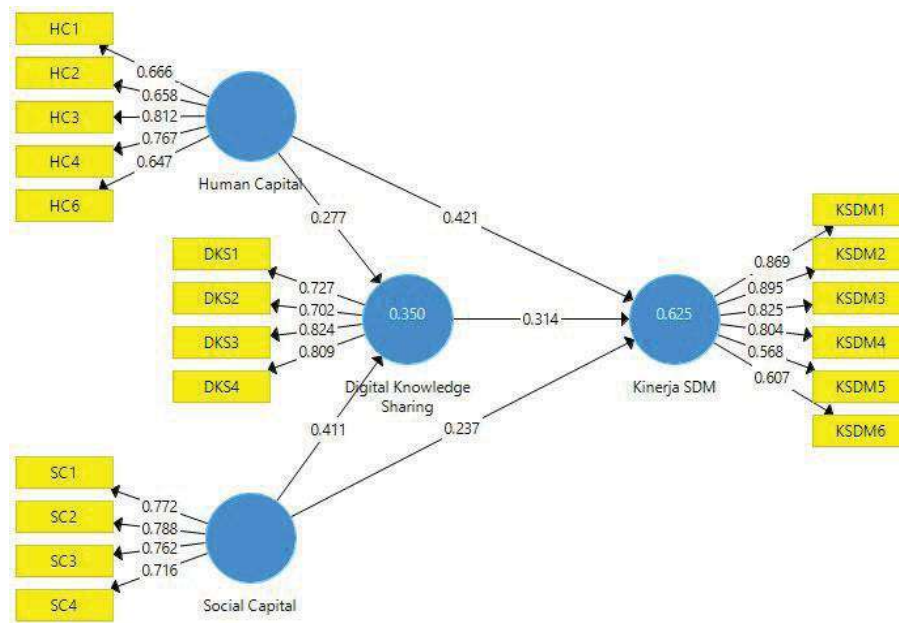 HC1
HC2
HC3
HC4
HC6
0.666
0.658
0.812
0.767
0.647
Human Capital
0.277
0.421
DKS1
DKS2
DKS3
DKS4
0.727
0.702
0.824
0.809
0.350
Digital Knowledge
Sharing
0.314
0.625
Kinerja SDM
KSDM1
KSDM2
KSDM3
KSDM4
KSDM5
KSDM6
0.869
0.895
0.825
0.804
0.568
0.607
0.411
0.237
SC1
SC2
SC3
SC4
0.772
0.788
0.762
0.716
Social Capital